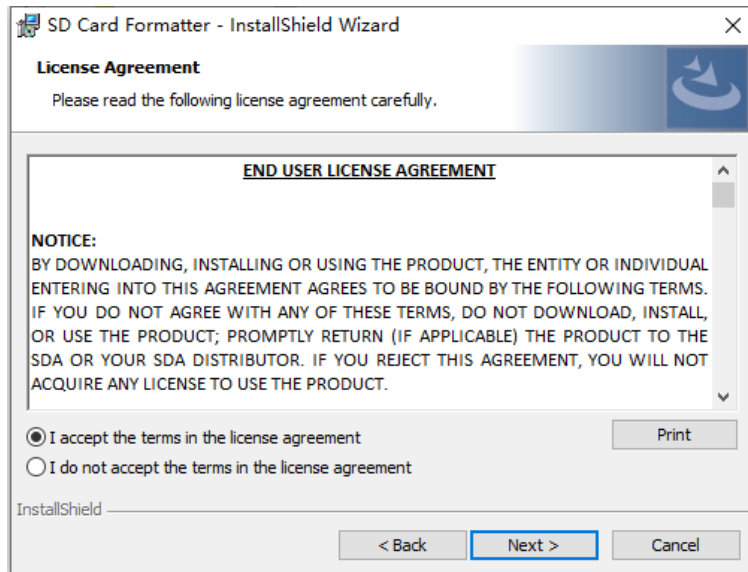 SD Card Formatter - InstallShield Wizard
License Agreement
Please read the following license agreement carefully.
END USER LICENSE AGREEMENT
NOTICE:
BY DOWNLOADING, INSTALLING OR USING THE PRODUCT, THE ENTITY OR INDIVIDUAL
ENTERING INTO THIS AGREEMENT AGREES TO BE BOUND BY THE FOLLOWING TERMS.
IF YOU DO NOT AGREE WITH ANY OF THESE TERMS, DO NOT DOWNLOAD, INSTALL,
OR USE THE PRODUCT; PROMPTLY RETURN (IF APPLICABLE) THE PRODUCT TO THE
SDA OR YOUR SDA DISTRIBUTOR. IF YOU REJECT THIS AGREEMENT, YOU WILL NOT
ACQUIRE ANY LICENSE TO USE THE PRODUCT.
I accept the terms in the license agreement
Print
I do not accept the terms in the license agreement
InstallShield
< Back
Next >
Cancel